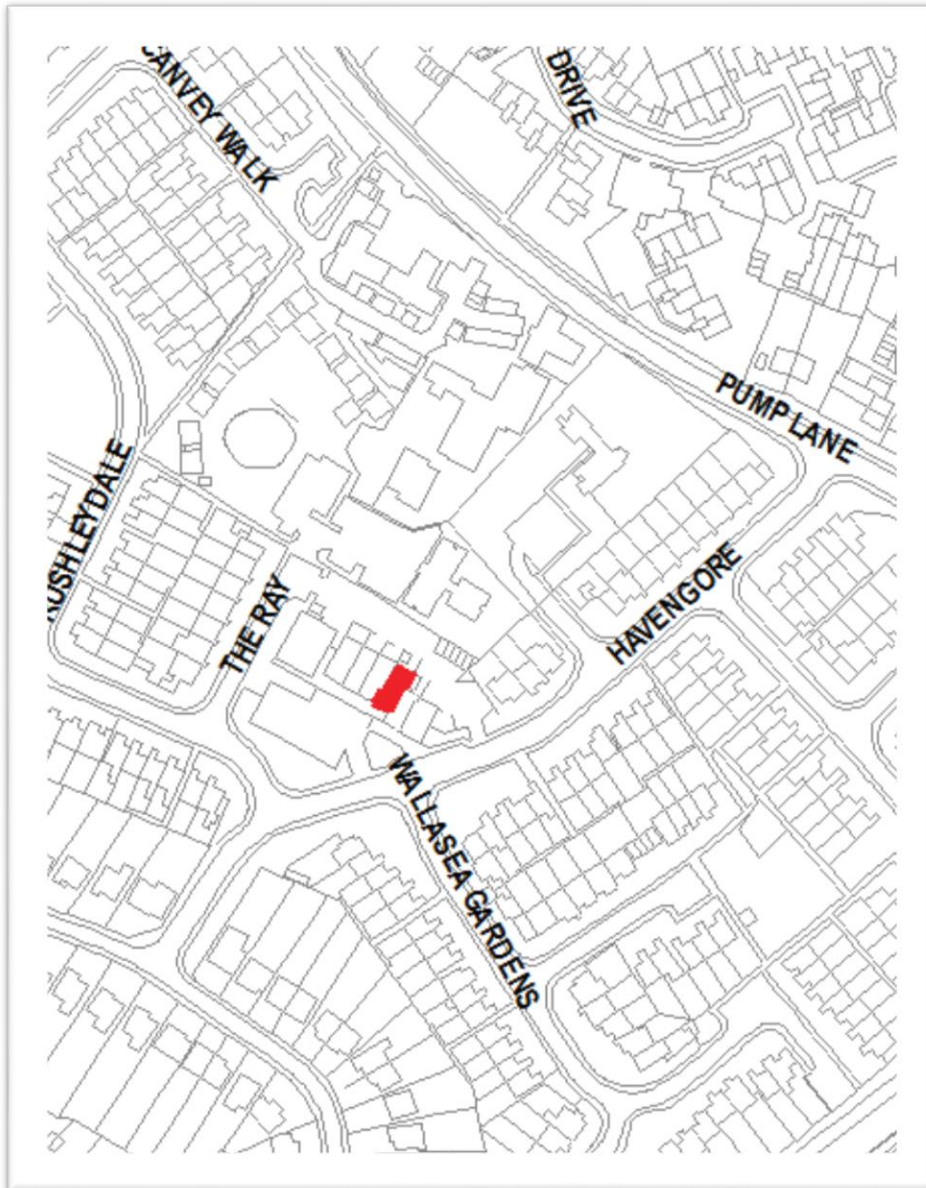 CANVEY WALK
DRIVE
PUMP LANE
RUSHLEYDALE
HAVENGORE
THE RAY
WALLASEA GARDENS